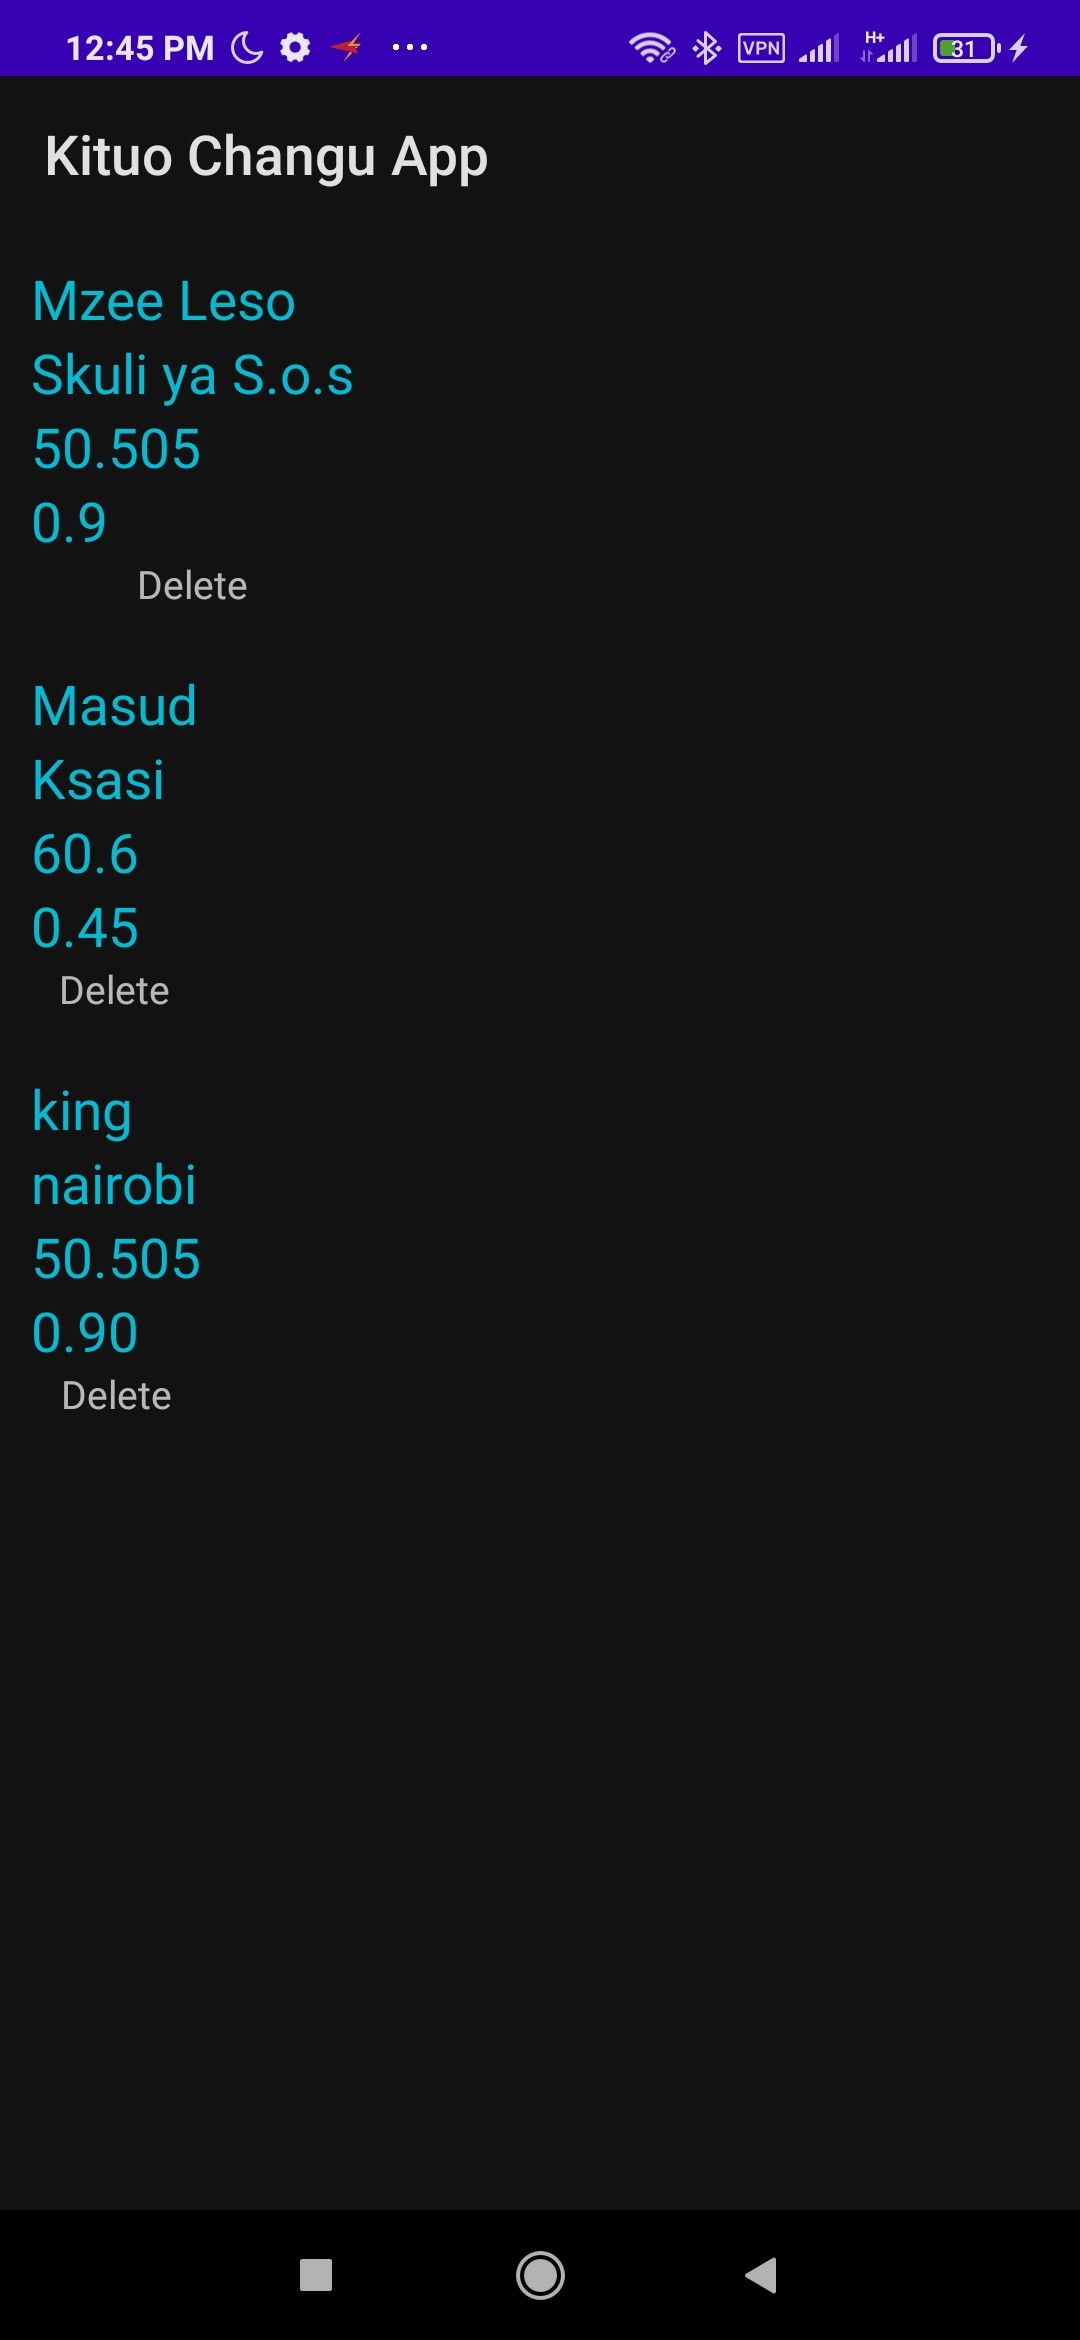 12:45 PM
VPN
H+
31
Kituo Changu App
Mzee Leso
Skuli ya S.o.s
50.505
0.9
Delete
Masud
Ksasi
60.6
0.45
Delete
king
nairobi
50.505
0.90
Delete